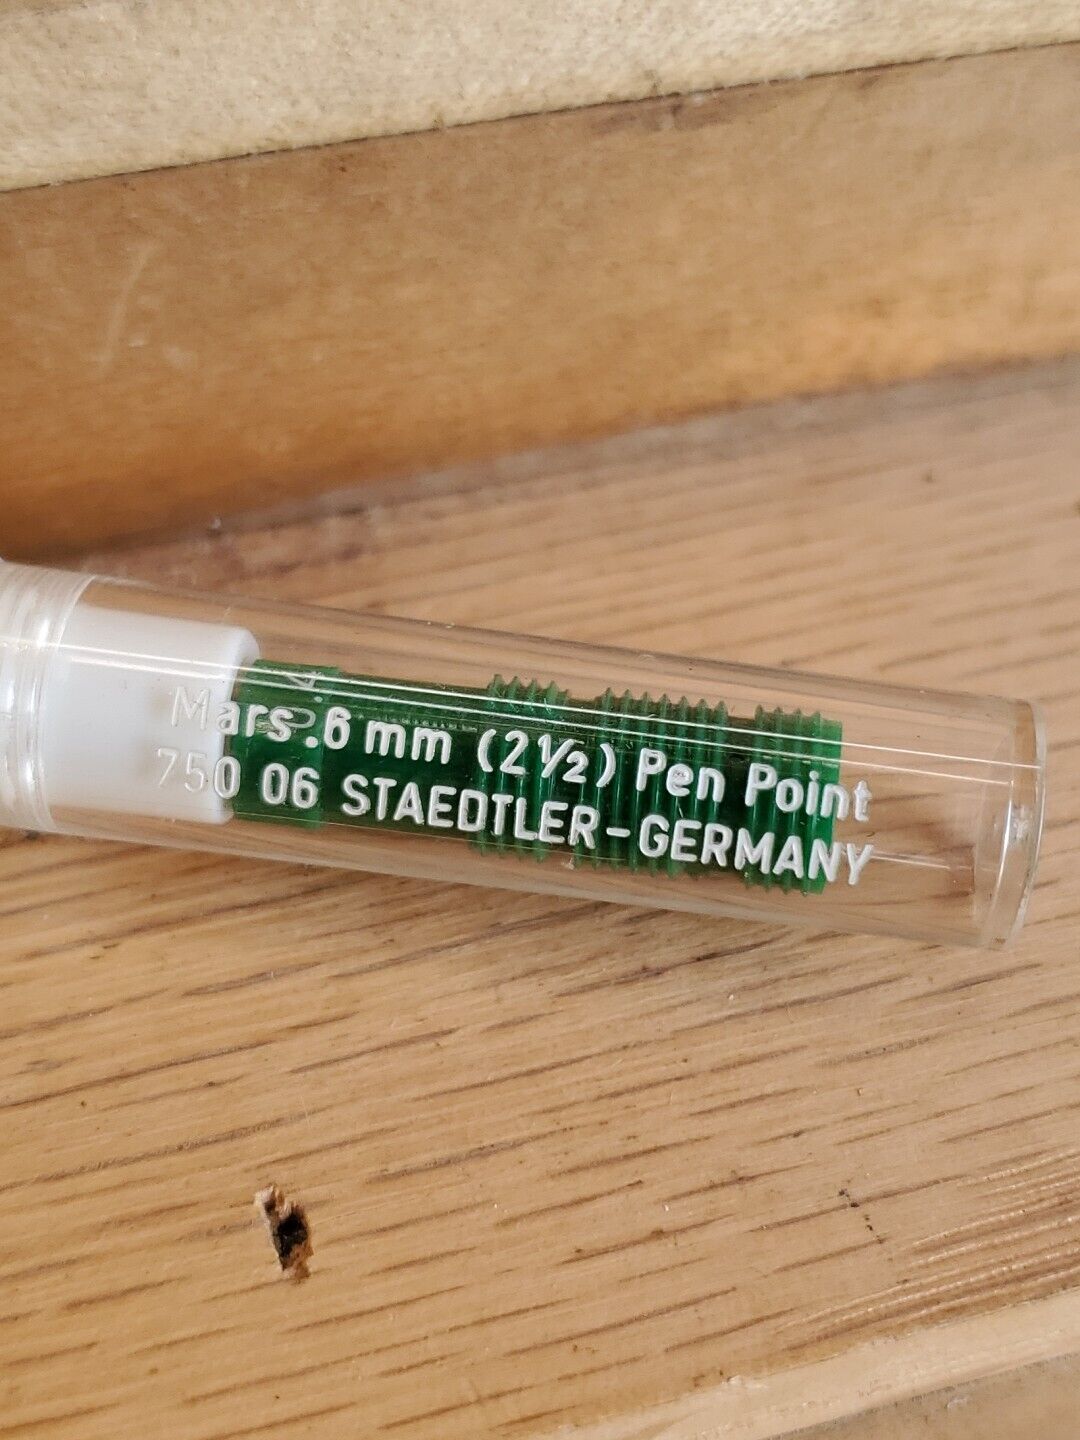 Mars .6 mm (2½) Pen Point
750 06 STAEDTLER-GERMANY